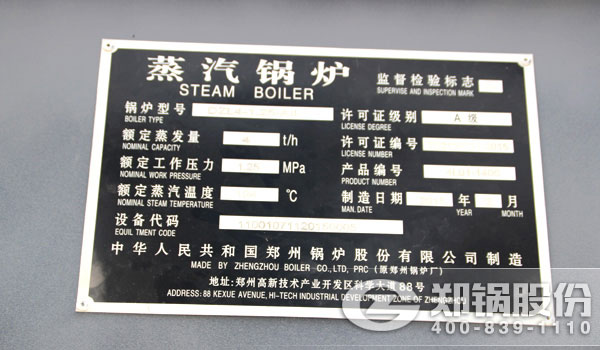 蒸汽锅炉
STEAM BOILER
监督检验标志
SUPERVISE AND INSPECTION MARK
锅炉型号
BOILER TYPE
许可证级别 A级
LICENSE DEGREE
额定蒸发量 4 t/h
NOMINAL CAPACITY
许可证编号
LICENSE NUMBER
额定工作压力 1.25 MPa
NOMINAL WORK PRESSURE
产品编号
PRODUCT NUMBER
额定蒸汽温度 ℃
NOMINAL STEAM TEMPERATURE
制造日期 年 月
MAN. DATE YEAR MONTH
设备代码
EQUIL TMENT CODE
中华人民共和国郑州锅炉股份有限公司制造
MADE BY ZHENGZHOU BOILER CO., LTD, PRC (原郑州锅炉厂)
地址:郑州高新技术产业开发区科学大道88号
ADDRESS: 88 KEXUE AVENUE, HI-TECH INDUSTRIAL DEVELOPMENT ZONE OF ZHENGZHOU
郑锅股份
400-839-1110